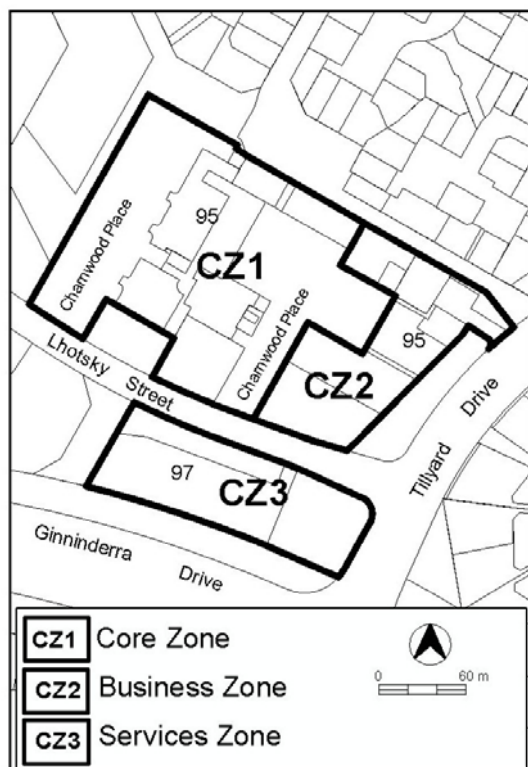 95
Charnwood Place
CZ1
Charnwood Place
95
CZ2
Lhotsky Street
Tillyard Drive
97
CZ3
Ginninderra Drive
CZ1 Core Zone
CZ2 Business Zone
CZ3 Services Zone
0 60 m